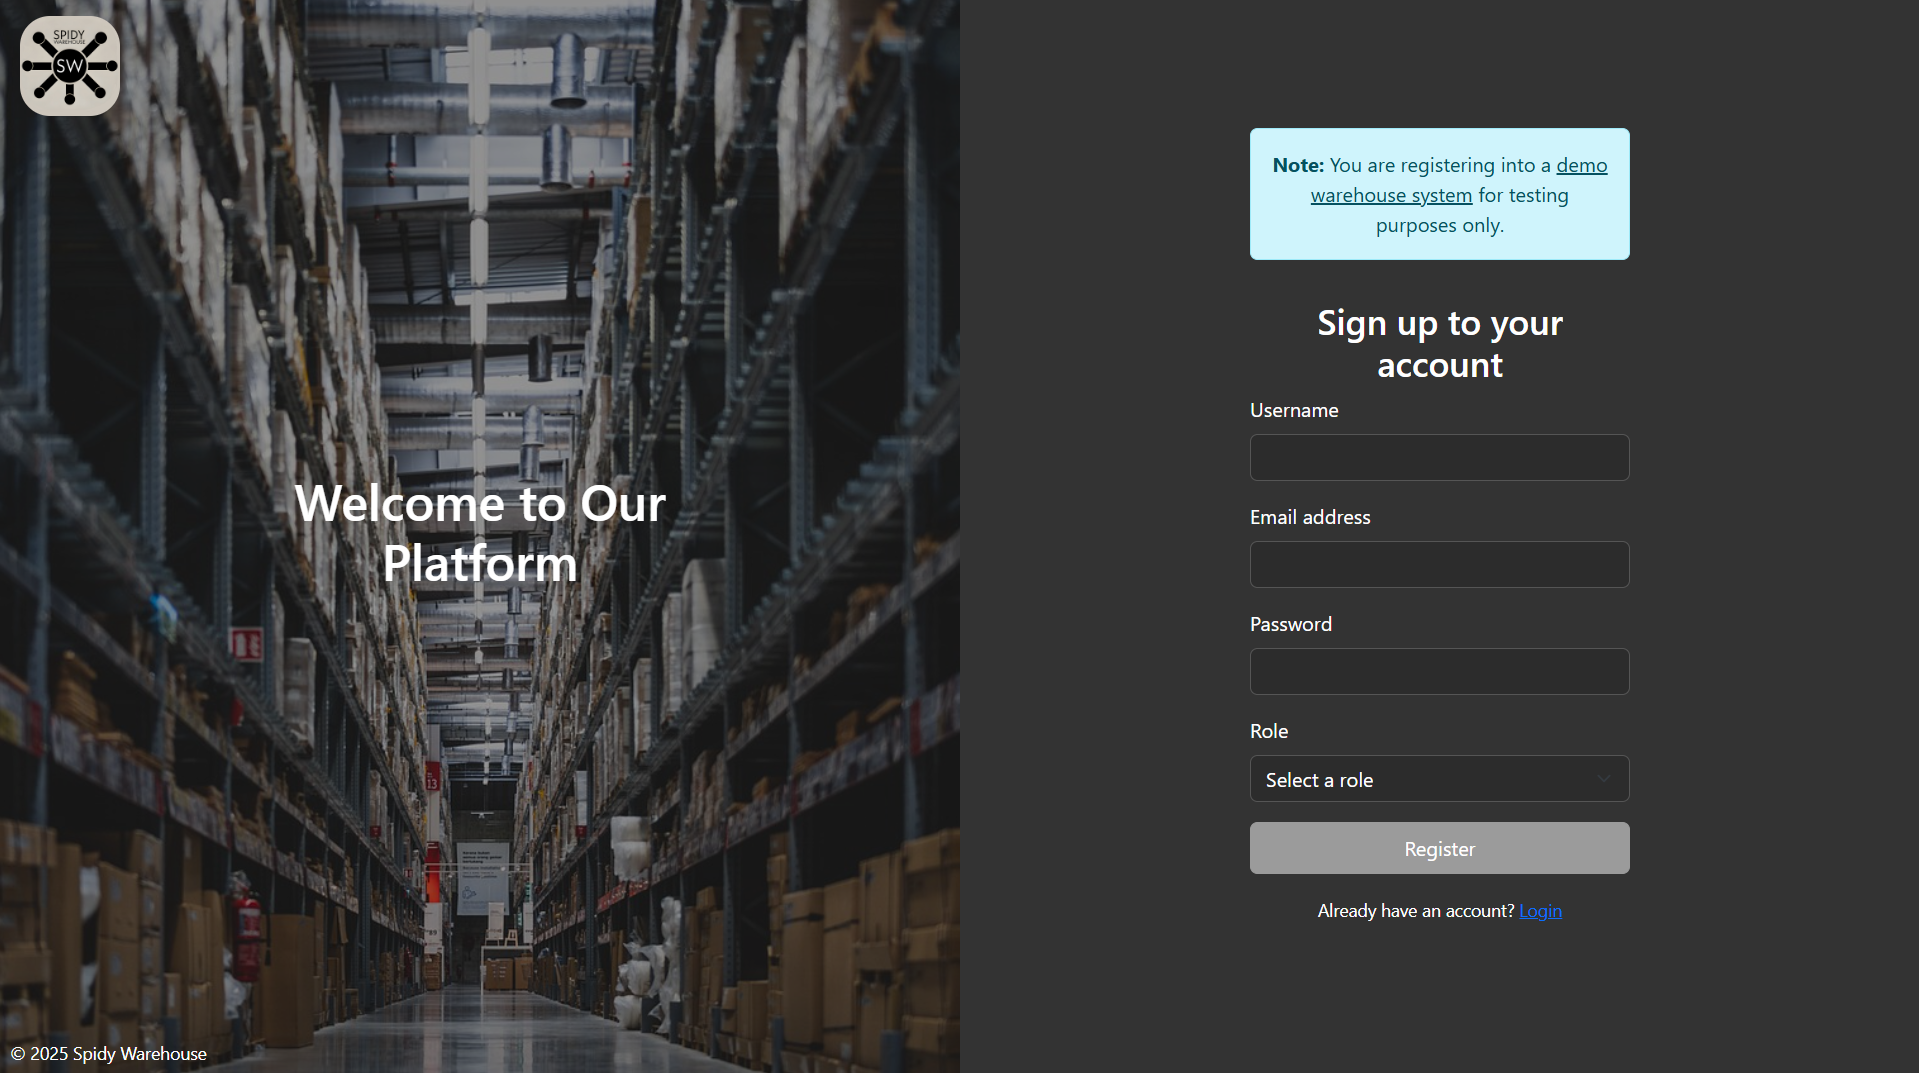 SPIDY
WAREHOUSE
SW
Welcome to Our
Platform
13
© 2025 Spidy Warehouse
Note: You are registering into a demo
warehouse system for testing
purposes only.
Sign up to your
account
Username
Email address
Password
Role
Select a role
Register
Already have an account? Login